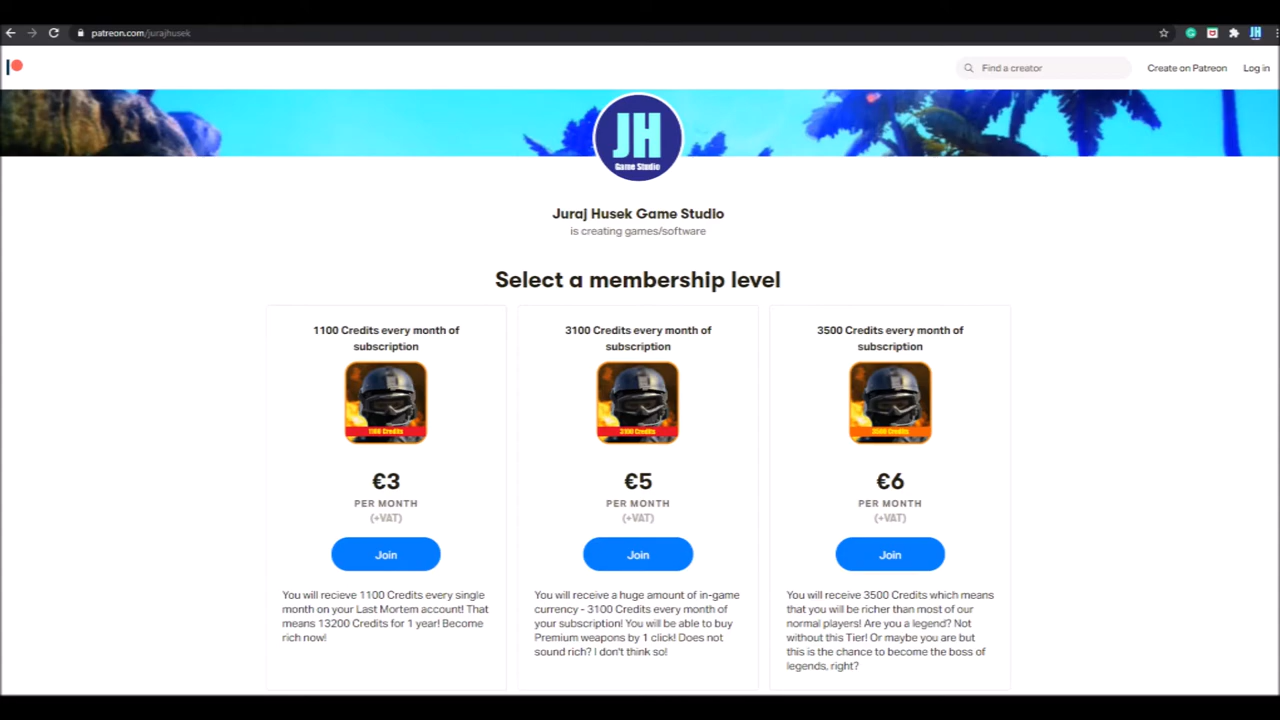 patreon.com/jurajhusek
JH
Find a creator
Create on Patreon
Log in
JH
Game Studio
Juraj Husek Game Studio
is creating games/software
Select a membership level
1100 Credits every month of
subscription
1100 Credits
€3
PER MONTH
(+VAT)
Join
You will recieve 1100 Credits every single
month on your Last Mortem account! That
means 13200 Credits for 1 year! Become
rich now!
3100 Credits every month of
subscription
3100 Credits
€5
PER MONTH
(+VAT)
Join
You will receive a huge amount of in-game
currency - 3100 Credits every month of
your subscription! You will be able to buy
Premium weapons by 1 click! Does not
sound rich? I don't think so!
3500 Credits every month of
subscription
3500 Credits
€6
PER MONTH
(+VAT)
Join
You will receive 3500 Credits which means
that you will be richer than most of our
normal players! Are you a legend? Not
without this Tier! Or maybe you are but
this is the chance to become the boss of
legends, right?